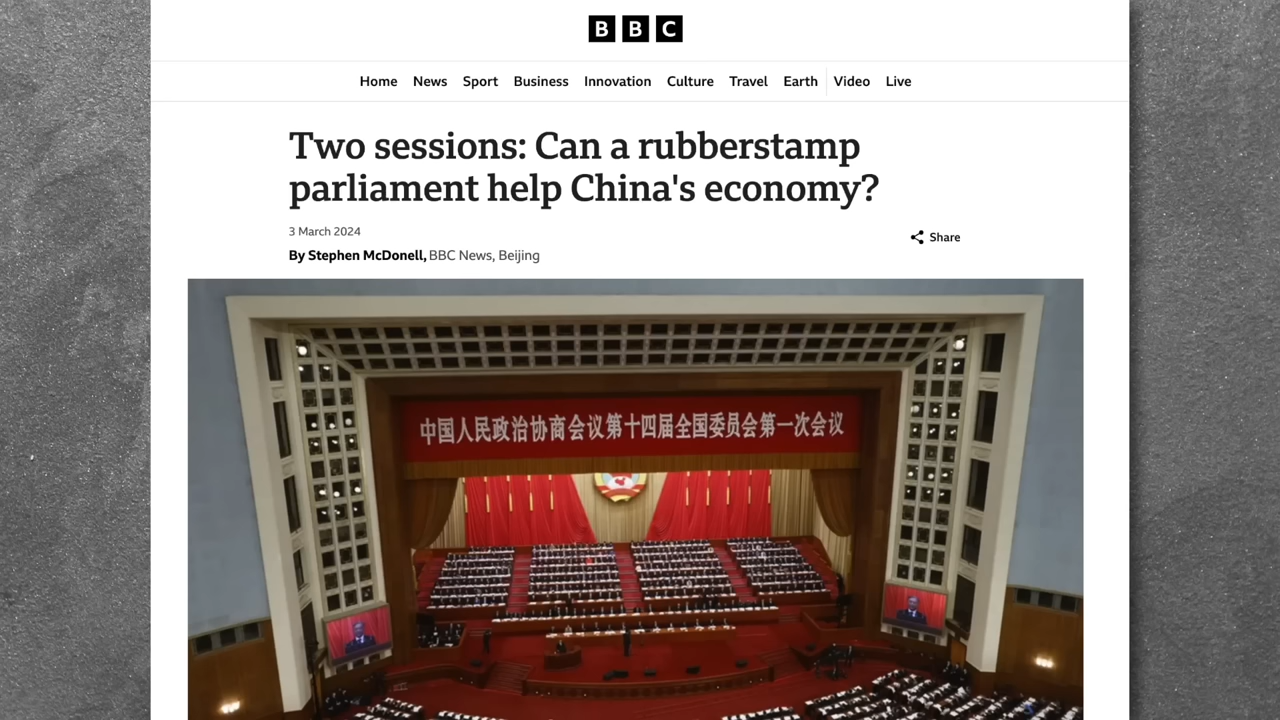 BBC
Home News Sport Business Innovation Culture Travel Earth Video Live
Two sessions: Can a rubberstamp
parliament help China's economy?
3 March 2024
Share
By Stephen McDonell, BBC News, Beijing
中国人民政治协商会议第十四届全国委员会第一次会议